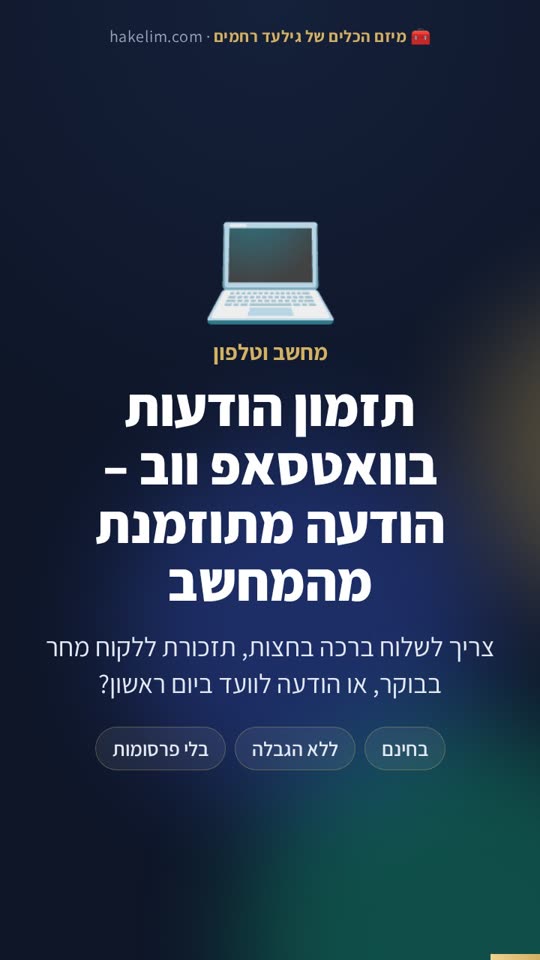 🧰 מיזם הכלים של גילעד רחמים · hakelim.com
מחשב וטלפון
תזמון הודעות
בוואטסאפ ווב –
הודעה מתוזמנת
מהמחשב
צריך לשלוח ברכה בחצות, תזכורת ללקוח מחר
בבוקר, או הודעה לוועד ביום ראשון?
בחינם
ללא הגבלה
בלי פרסומות